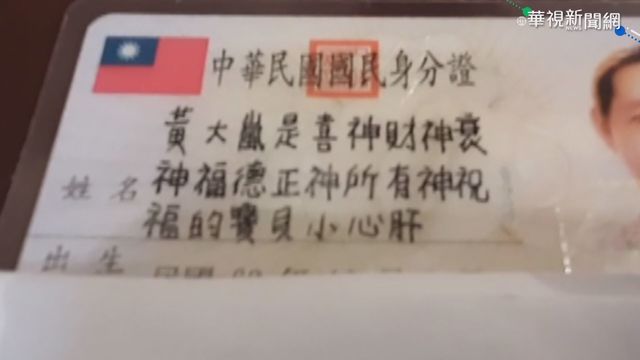 華視新聞網
中華民國國民身分證
黃大嵐是喜神財神衰
姓名 神福德正神所有神祝
福的寶貝小心肝
出生